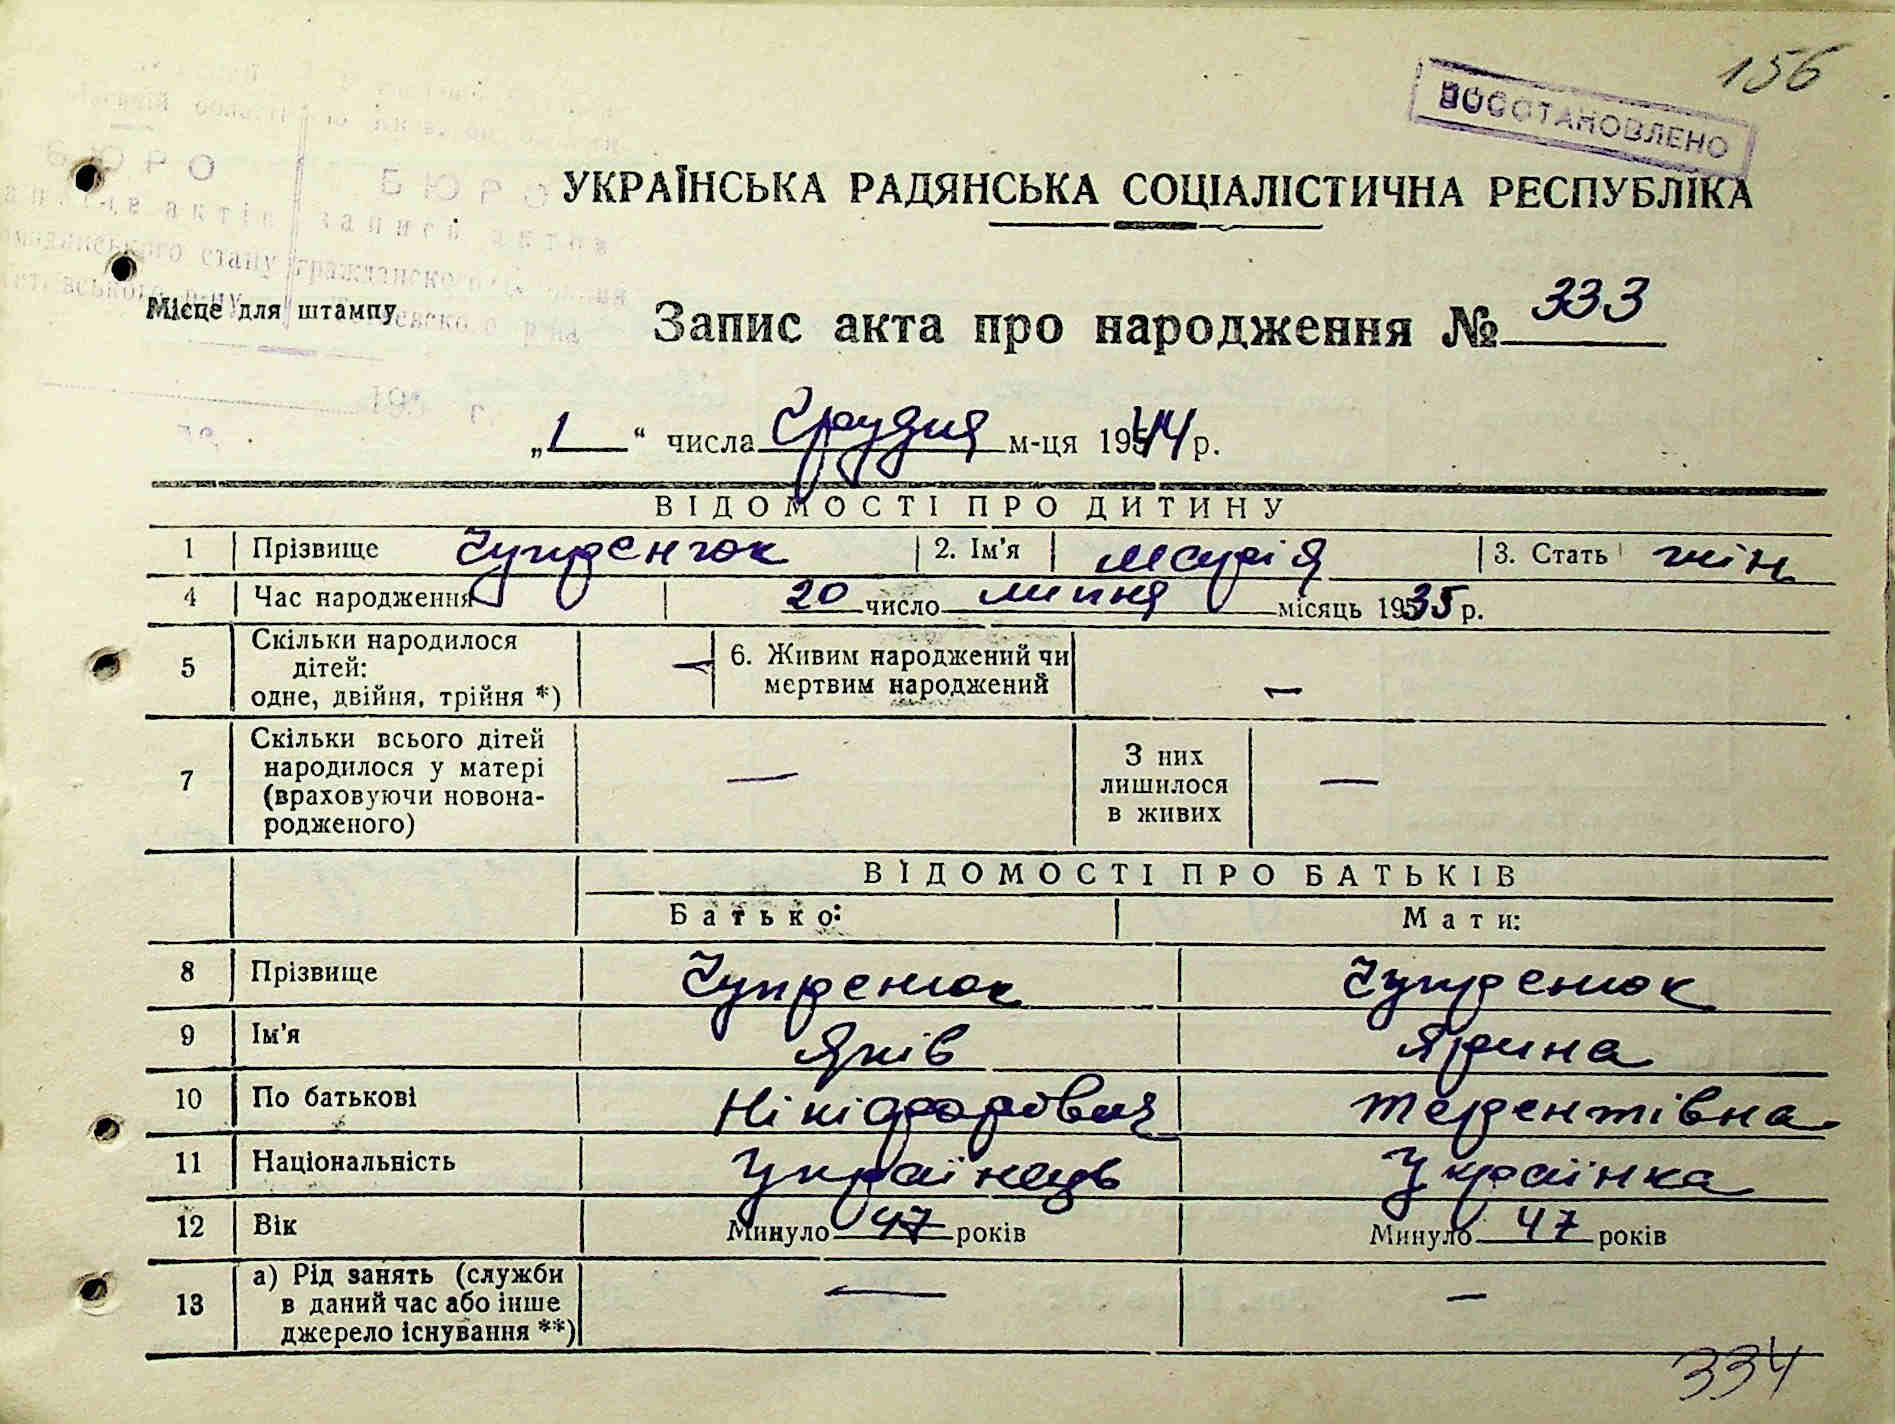 156
ВОССТАНОВЛЕНО
БЮРО БЮРО
УКРАЇНСЬКА РАДЯНСЬКА СОЦІАЛІСТИЧНА РЕСПУБЛІКА
Місце для штампу
Запис акта про народження № 333
„1“ числа Грудня м-ця 1944 р.
ВІДОМОСТІ ПРО ДИТИНУ
1 Прізвище Чупренюк 2. Ім'я Марія 3. Стать жін
4 Час народження 20 число липня місяць 1935 р.
5 Скільки народилося дітей: одне, двійня, трійня *) — 6. Живим народжений чи мертвим народжений —
7 Скільки всього дітей народилося у матері (враховуючи новонародженого) — З них лишилося в живих —
ВІДОМОСТІ ПРО БАТЬКІВ
Батько: Мати:
8 Прізвище Чупренюк Чупренюк
9 Ім'я Яків Ярина
10 По батькові Нікіфорович Терентівна
11 Національність Українець Українка
12 Вік Минуло 47 років Минуло 47 років
13 а) Рід занять (служби в даний час або інше джерело існування **) — —
334